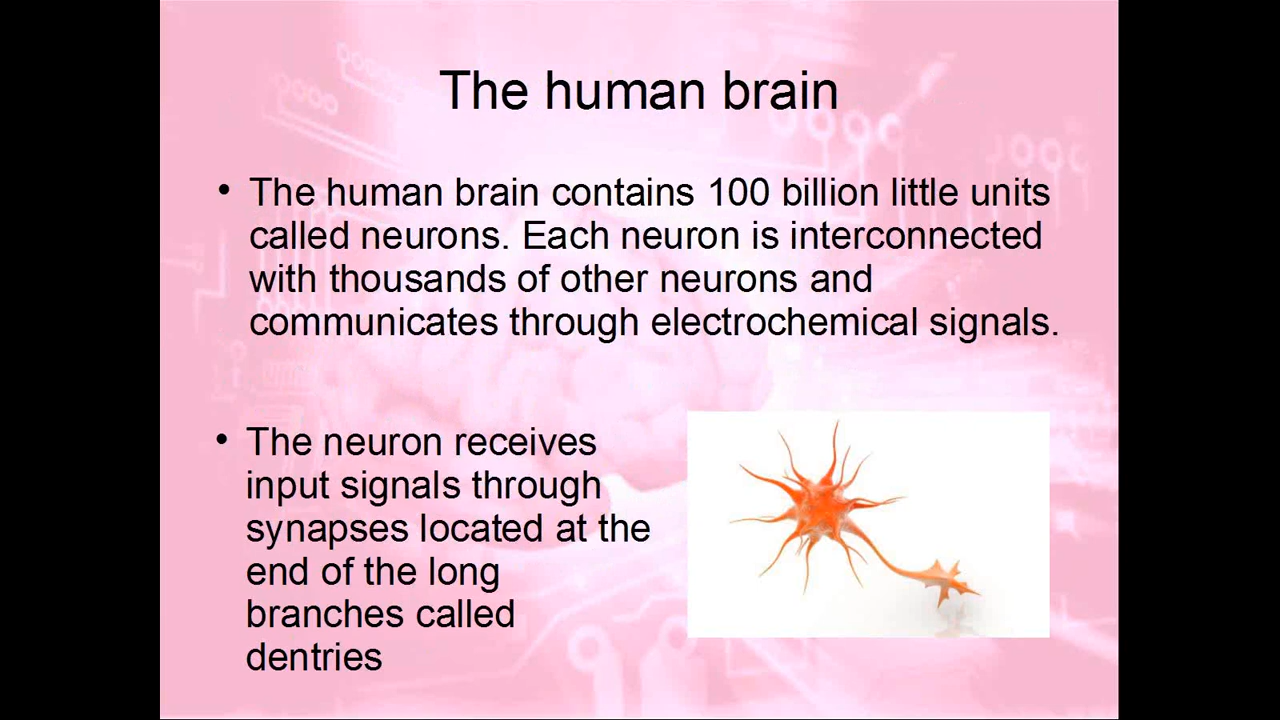 The human brain
• The human brain contains 100 billion little units
called neurons. Each neuron is interconnected
with thousands of other neurons and
communicates through electrochemical signals.
• The neuron receives
input signals through
synapses located at the
end of the long
branches called
dentries